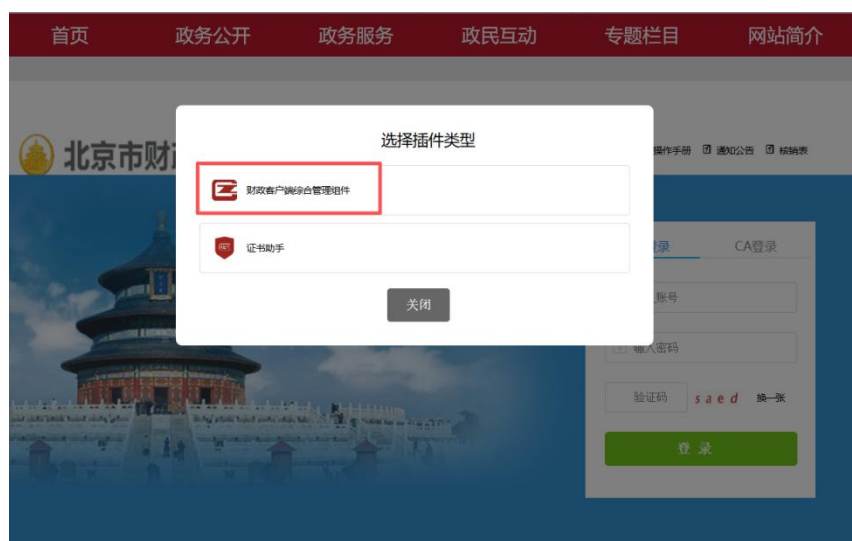 首页 政务公开 政务服务 政民互动 专题栏目 网站简介
选择插件类型
北京市财 操作手册 通知公告 核销表
财政客户端综合管理组件
证书助手
录 CA登录
关闭
账号
输入密码
验证码 saed 换一张
登录